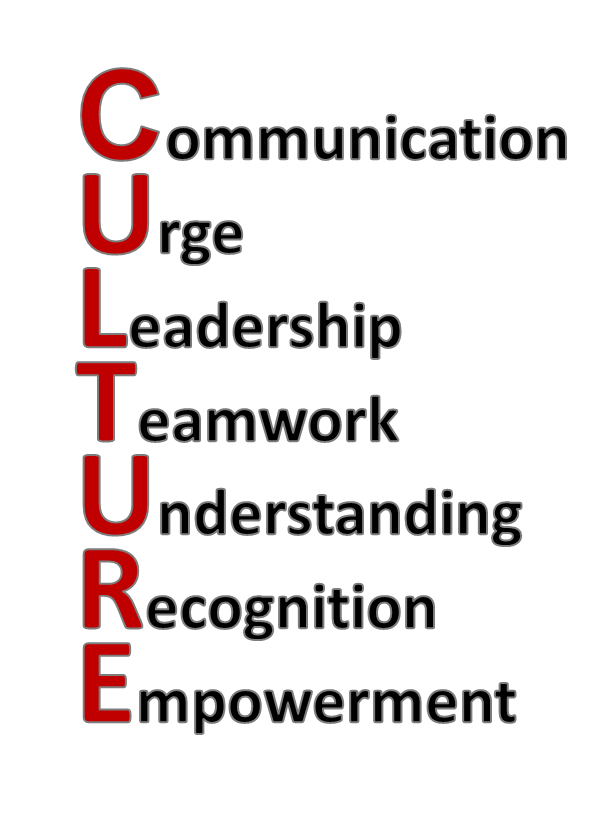 Communication
Urge
Leadership
Teamwork
Understanding
Recognition
Empowerment